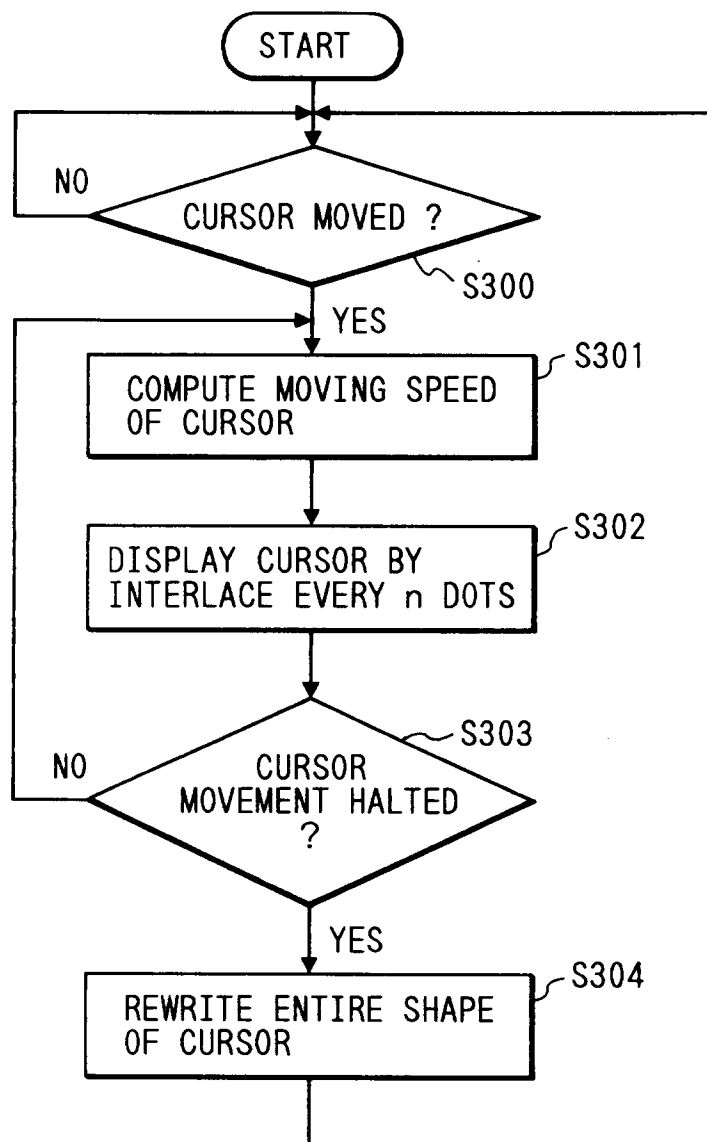 START
NO
CURSOR MOVED ?
S300
YES
S301
COMPUTE MOVING SPEED
OF CURSOR
S302
DISPLAY CURSOR BY
INTERLACE EVERY n DOTS
S303
NO
CURSOR
MOVEMENT HALTED
?
YES
S304
REWRITE ENTIRE SHAPE
OF CURSOR